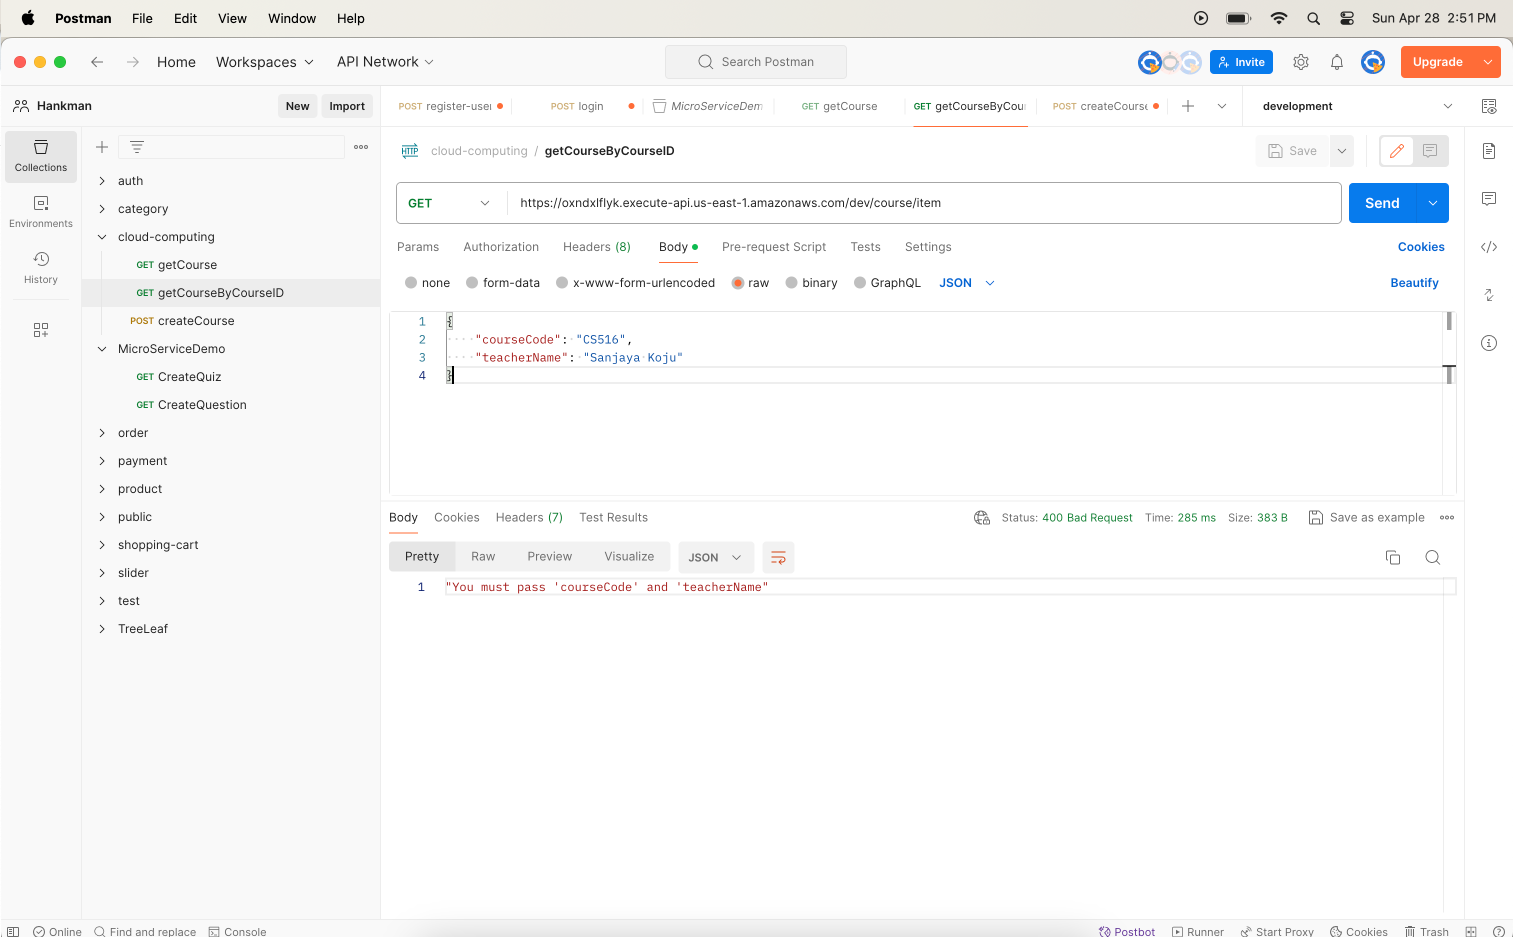 Postman File Edit View Window Help Sun Apr 28 2:51 PM
Home Workspaces API Network Search Postman Invite Upgrade
Hankman New Import
POST register-use POST login MicroServiceDem GET getCourse GET getCourseByCou POST createCourse development
Collections
Environments
History
auth
category
cloud-computing
GET getCourse
GET getCourseByCourseID
POST createCourse
MicroServiceDemo
GET CreateQuiz
GET CreateQuestion
order
payment
product
public
shopping-cart
slider
test
TreeLeaf
HTTP cloud-computing / getCourseByCourseID Save
GET https://oxndxlflyk.execute-api.us-east-1.amazonaws.com/dev/course/item Send
Params Authorization Headers (8) Body Pre-request Script Tests Settings Cookies
none form-data x-www-form-urlencoded raw binary GraphQL JSON Beautify
1 {
2 "courseCode": "CS516",
3 "teacherName": "Sanjaya Koju"
4 }
Body Cookies Headers (7) Test Results Status: 400 Bad Request Time: 285 ms Size: 383 B Save as example
Pretty Raw Preview Visualize JSON
1 "You must pass 'courseCode' and 'teacherName"
Online Find and replace Console Postbot Runner Start Proxy Cookies Trash